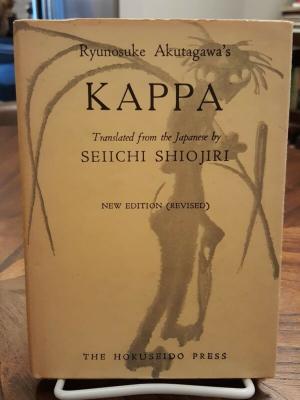 Ryunosuke Akutagawa's
KAPPA
Translated from the Japanese by
SEIICHI SHIOJIRI
NEW EDITION (REVISED)
THE HOKUSEIDO PRESS